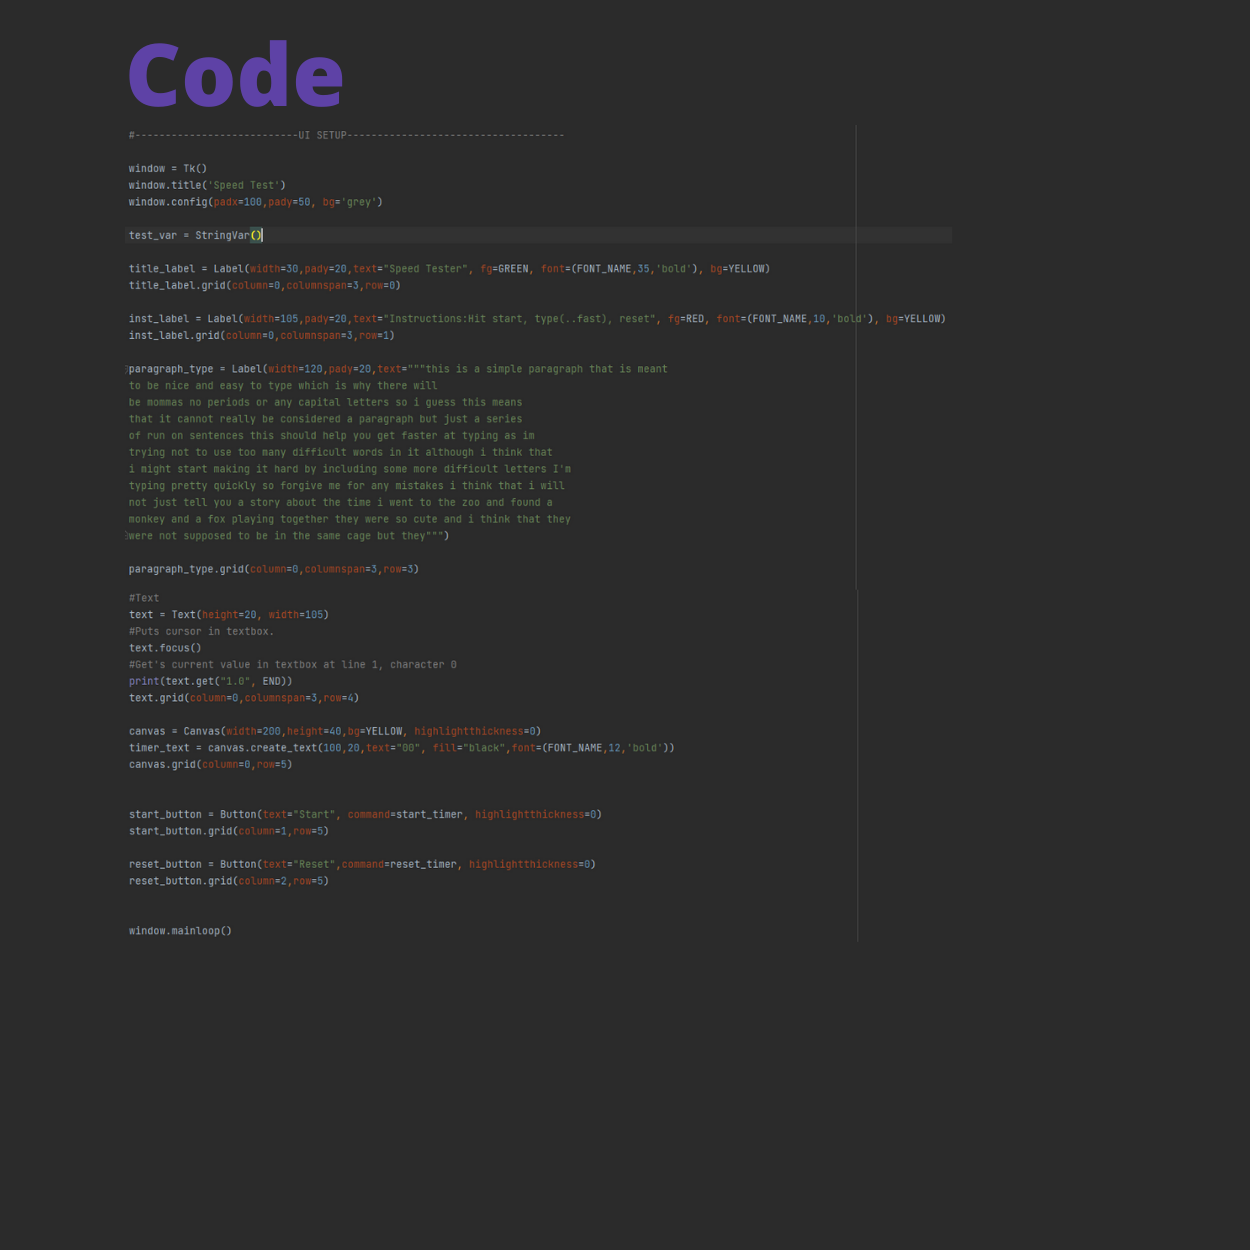 Code
#---------------------------UI SETUP------------------------------------
window = Tk()
window.title('Speed Test')
window.config(padx=100,pady=50, bg='grey')
test_var = StringVar()
title_label = Label(width=30,pady=20,text="Speed Tester", fg=GREEN, font=(FONT_NAME,35,'bold'), bg=YELLOW)
title_label.grid(column=0,columnspan=3,row=0)
inst_label = Label(width=105,pady=20,text="Instructions:Hit start, type(..fast), reset", fg=RED, font=(FONT_NAME,10,'bold'), bg=YELLOW)
inst_label.grid(column=0,columnspan=3,row=1)
paragraph_type = Label(width=120,pady=20,text="""this is a simple paragraph that is meant
to be nice and easy to type which is why there will
be mommas no periods or any capital letters so i guess this means
that it cannot really be considered a paragraph but just a series
of run on sentences this should help you get faster at typing as im
trying not to use too many difficult words in it although i think that
i might start making it hard by including some more difficult letters I'm
typing pretty quickly so forgive me for any mistakes i think that i will
not just tell you a story about the time i went to the zoo and found a
monkey and a fox playing together they were so cute and i think that they
were not supposed to be in the same cage but they""")
paragraph_type.grid(column=0,columnspan=3,row=3)
#Text
text = Text(height=20, width=105)
#Puts cursor in textbox.
text.focus()
#Get's current value in textbox at line 1, character 0
print(text.get("1.0", END))
text.grid(column=0,columnspan=3,row=4)
canvas = Canvas(width=200,height=40,bg=YELLOW, highlightthickness=0)
timer_text = canvas.create_text(100,20,text="00", fill="black",font=(FONT_NAME,12,'bold'))
canvas.grid(column=0,row=5)
start_button = Button(text="Start", command=start_timer, highlightthickness=0)
start_button.grid(column=1,row=5)
reset_button = Button(text="Reset",command=reset_timer, highlightthickness=0)
reset_button.grid(column=2,row=5)
window.mainloop()